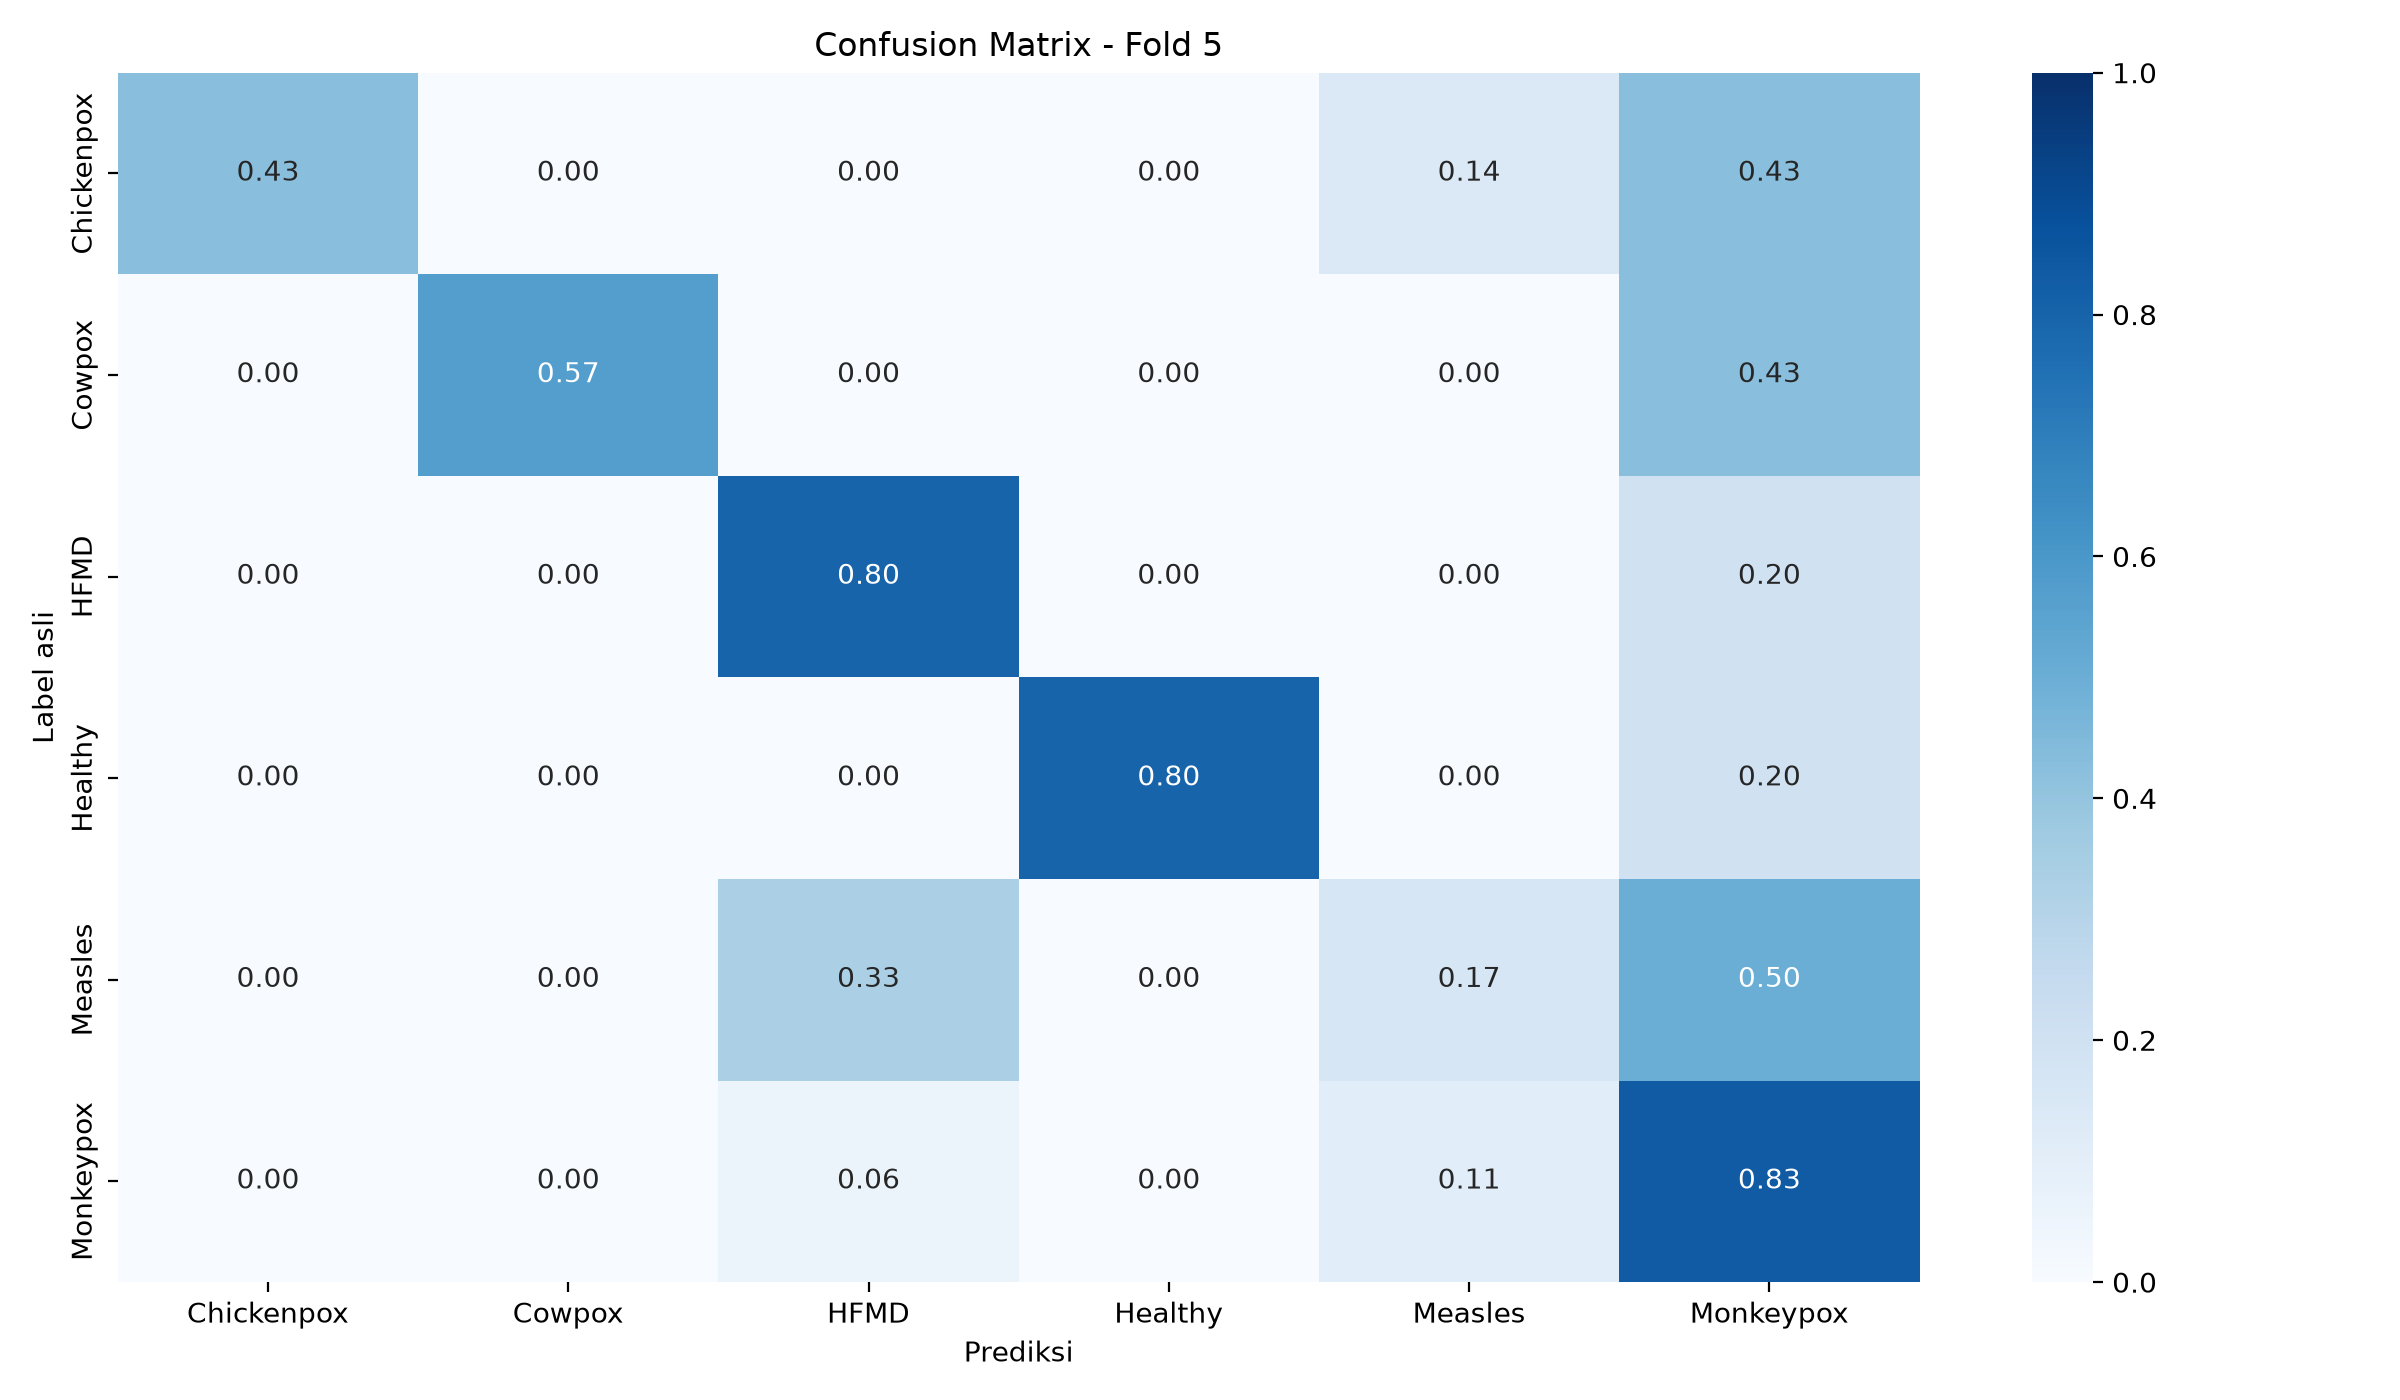 Confusion Matrix - Fold 5
Label asli
Chickenpox 0.43 0.00 0.00 0.00 0.14 0.43
Cowpox 0.00 0.57 0.00 0.00 0.00 0.43
HFMD 0.00 0.00 0.80 0.00 0.00 0.20
Healthy 0.00 0.00 0.00 0.80 0.00 0.20
Measles 0.00 0.00 0.33 0.00 0.17 0.50
Monkeypox 0.00 0.00 0.06 0.00 0.11 0.83
Chickenpox Cowpox HFMD Healthy Measles Monkeypox
Prediksi
1.0
0.8
0.6
0.4
0.2
0.0